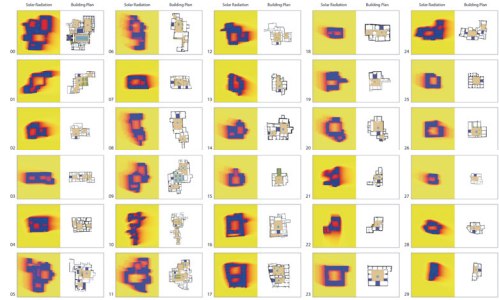 Solar Radiation Building Plan Solar Radiation Building Plan Solar Radiation Building Plan Solar Radiation Building Plan Solar Radiation Building Plan
00 06 12 18 24
01 07 13 19 25
02 08 14 20 26
03 09 15 21 27
04 10 16 22 28
05 11 17 23 29